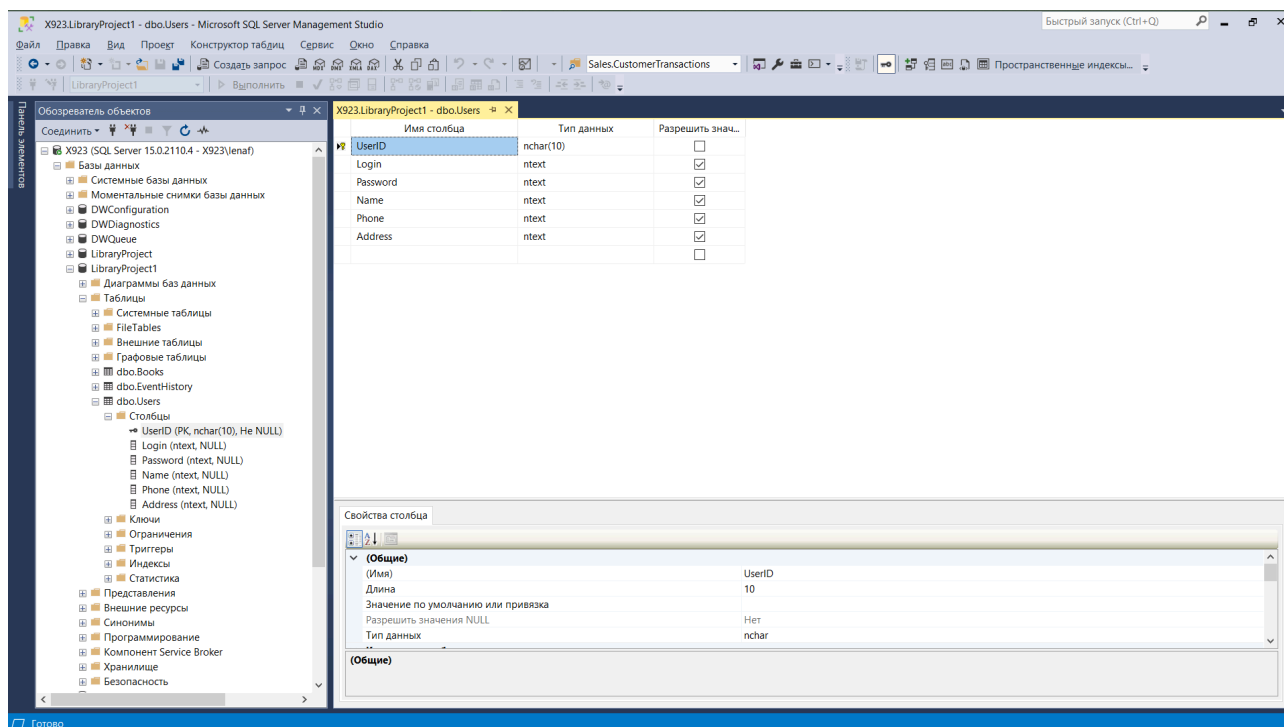 X923.LibraryProject1 - dbo.Users - Microsoft SQL Server Management Studio
Быстрый запуск (Ctrl+Q)
Файл Правка Вид Проект Конструктор таблиц Сервис Окно Справка
Создать запрос
Sales.CustomerTransactions
Пространственные индексы...
LibraryProject1
Выполнить
Панель элементов
Обозреватель объектов
Соединить
X923 (SQL Server 15.0.2110.4 - X923\lenaf)
Базы данных
Системные базы данных
Моментальные снимки базы данных
DWConfiguration
DWDiagnostics
DWQueue
LibraryProject
LibraryProject1
Диаграммы баз данных
Таблицы
Системные таблицы
FileTables
Внешние таблицы
Графовые таблицы
dbo.Books
dbo.EventHistory
dbo.Users
Столбцы
UserID (PK, nchar(10), Не NULL)
Login (ntext, NULL)
Password (ntext, NULL)
Name (ntext, NULL)
Phone (ntext, NULL)
Address (ntext, NULL)
Ключи
Ограничения
Триггеры
Индексы
Статистика
Представления
Внешние ресурсы
Синонимы
Программирование
Компонент Service Broker
Хранилище
Безопасность
X923.LibraryProject1 - dbo.Users
Имя столбца Тип данных Разрешить знач...
UserID nchar(10)
Login ntext
Password ntext
Name ntext
Phone ntext
Address ntext
Свойства столбца
(Общие)
(Имя) UserID
Длина 10
Значение по умолчанию или привязка
Разрешить значения NULL Нет
Тип данных nchar
(Общие)
Готово